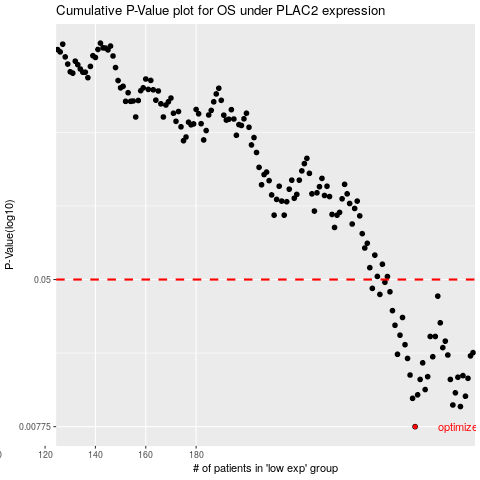 Cumulative P-Value plot for OS under PLAC2 expression
P-Value(log10)
0.05
0.00775
optimize
0
120
140
160
180
# of patients in 'low exp' group